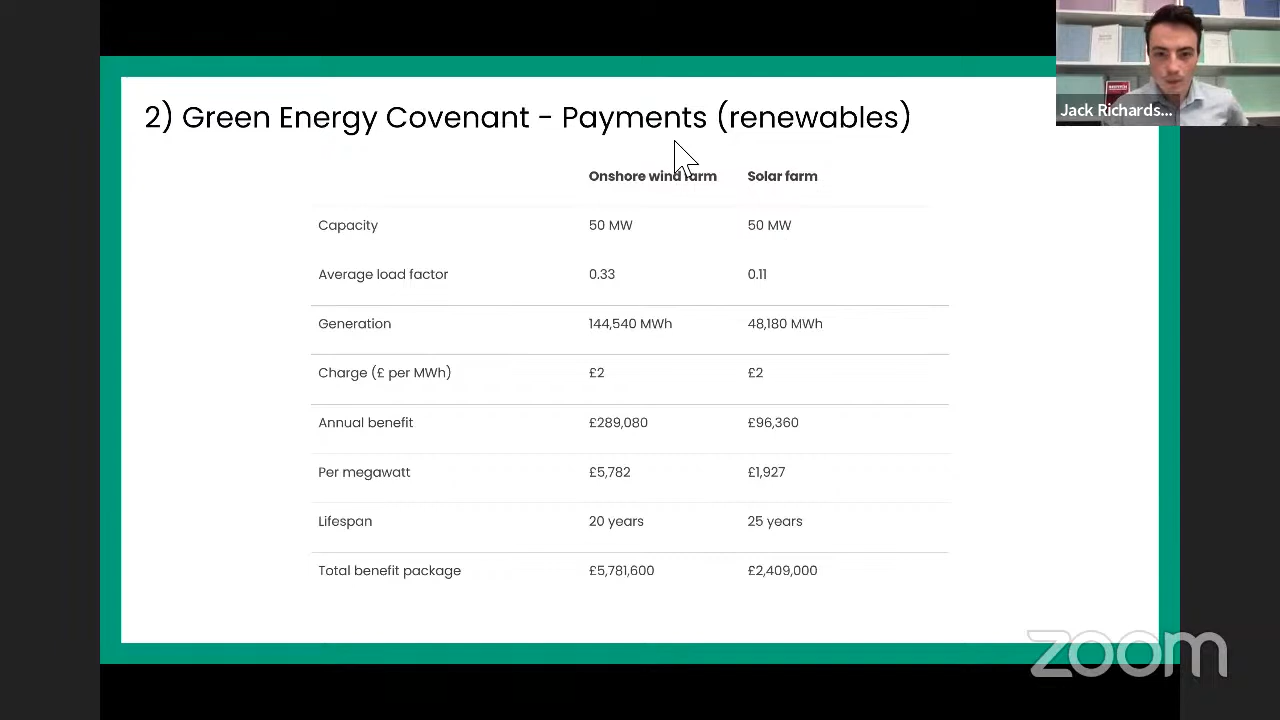 2) Green Energy Covenant - Payments (renewables)
Jack Richards...
Onshore wind farm Solar farm
Capacity 50 MW 50 MW
Average load factor 0.33 0.11
Generation 144,540 MWh 48,180 MWh
Charge (£ per MWh) £2 £2
Annual benefit £289,080 £96,360
Per megawatt £5,782 £1,927
Lifespan 20 years 25 years
Total benefit package £5,781,600 £2,409,000
zoom